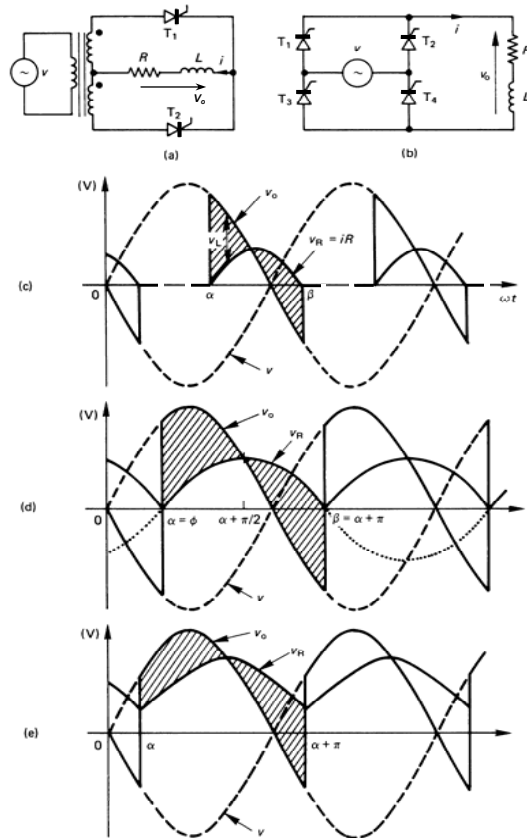 T1
R
L
i
v
Vo
T2
(a)
i
T1
T2
R
v
vo
T3
T4
L
(b)
(V)
vo
vL
vR = iR
(c)
0
α
β
ωt
v
(V)
vo
vR
(d)
0
α = ϕ
α + π/2
β = α + π
v
(V)
vo
vR
(e)
0
α
α + π
v